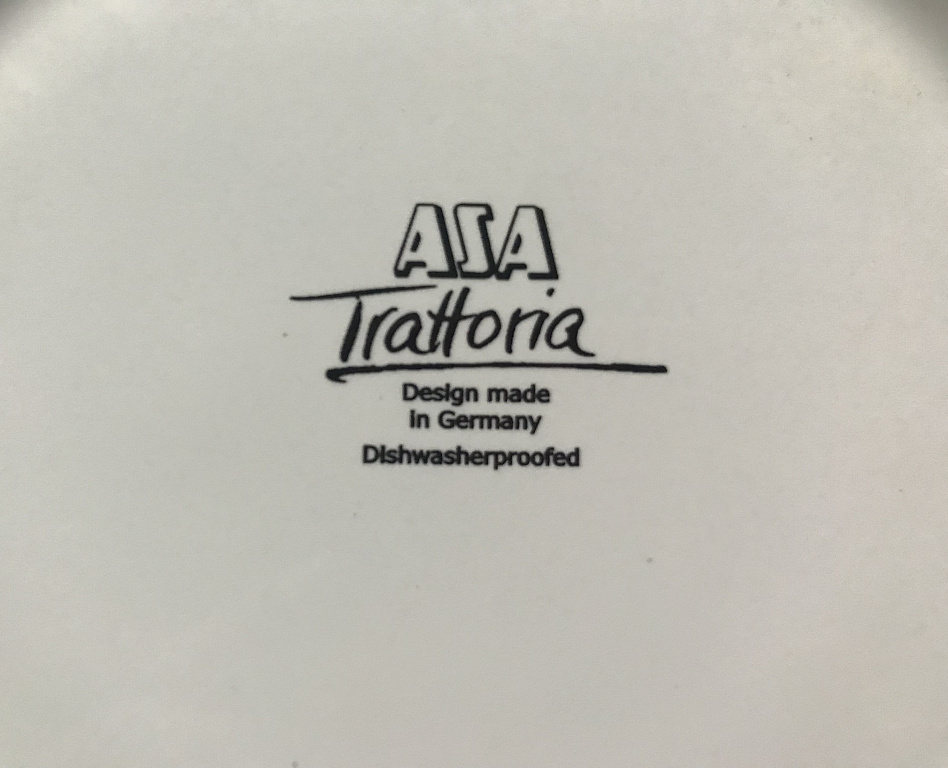 ASA
Trattoria
Design made
in Germany
Dishwasherproofed